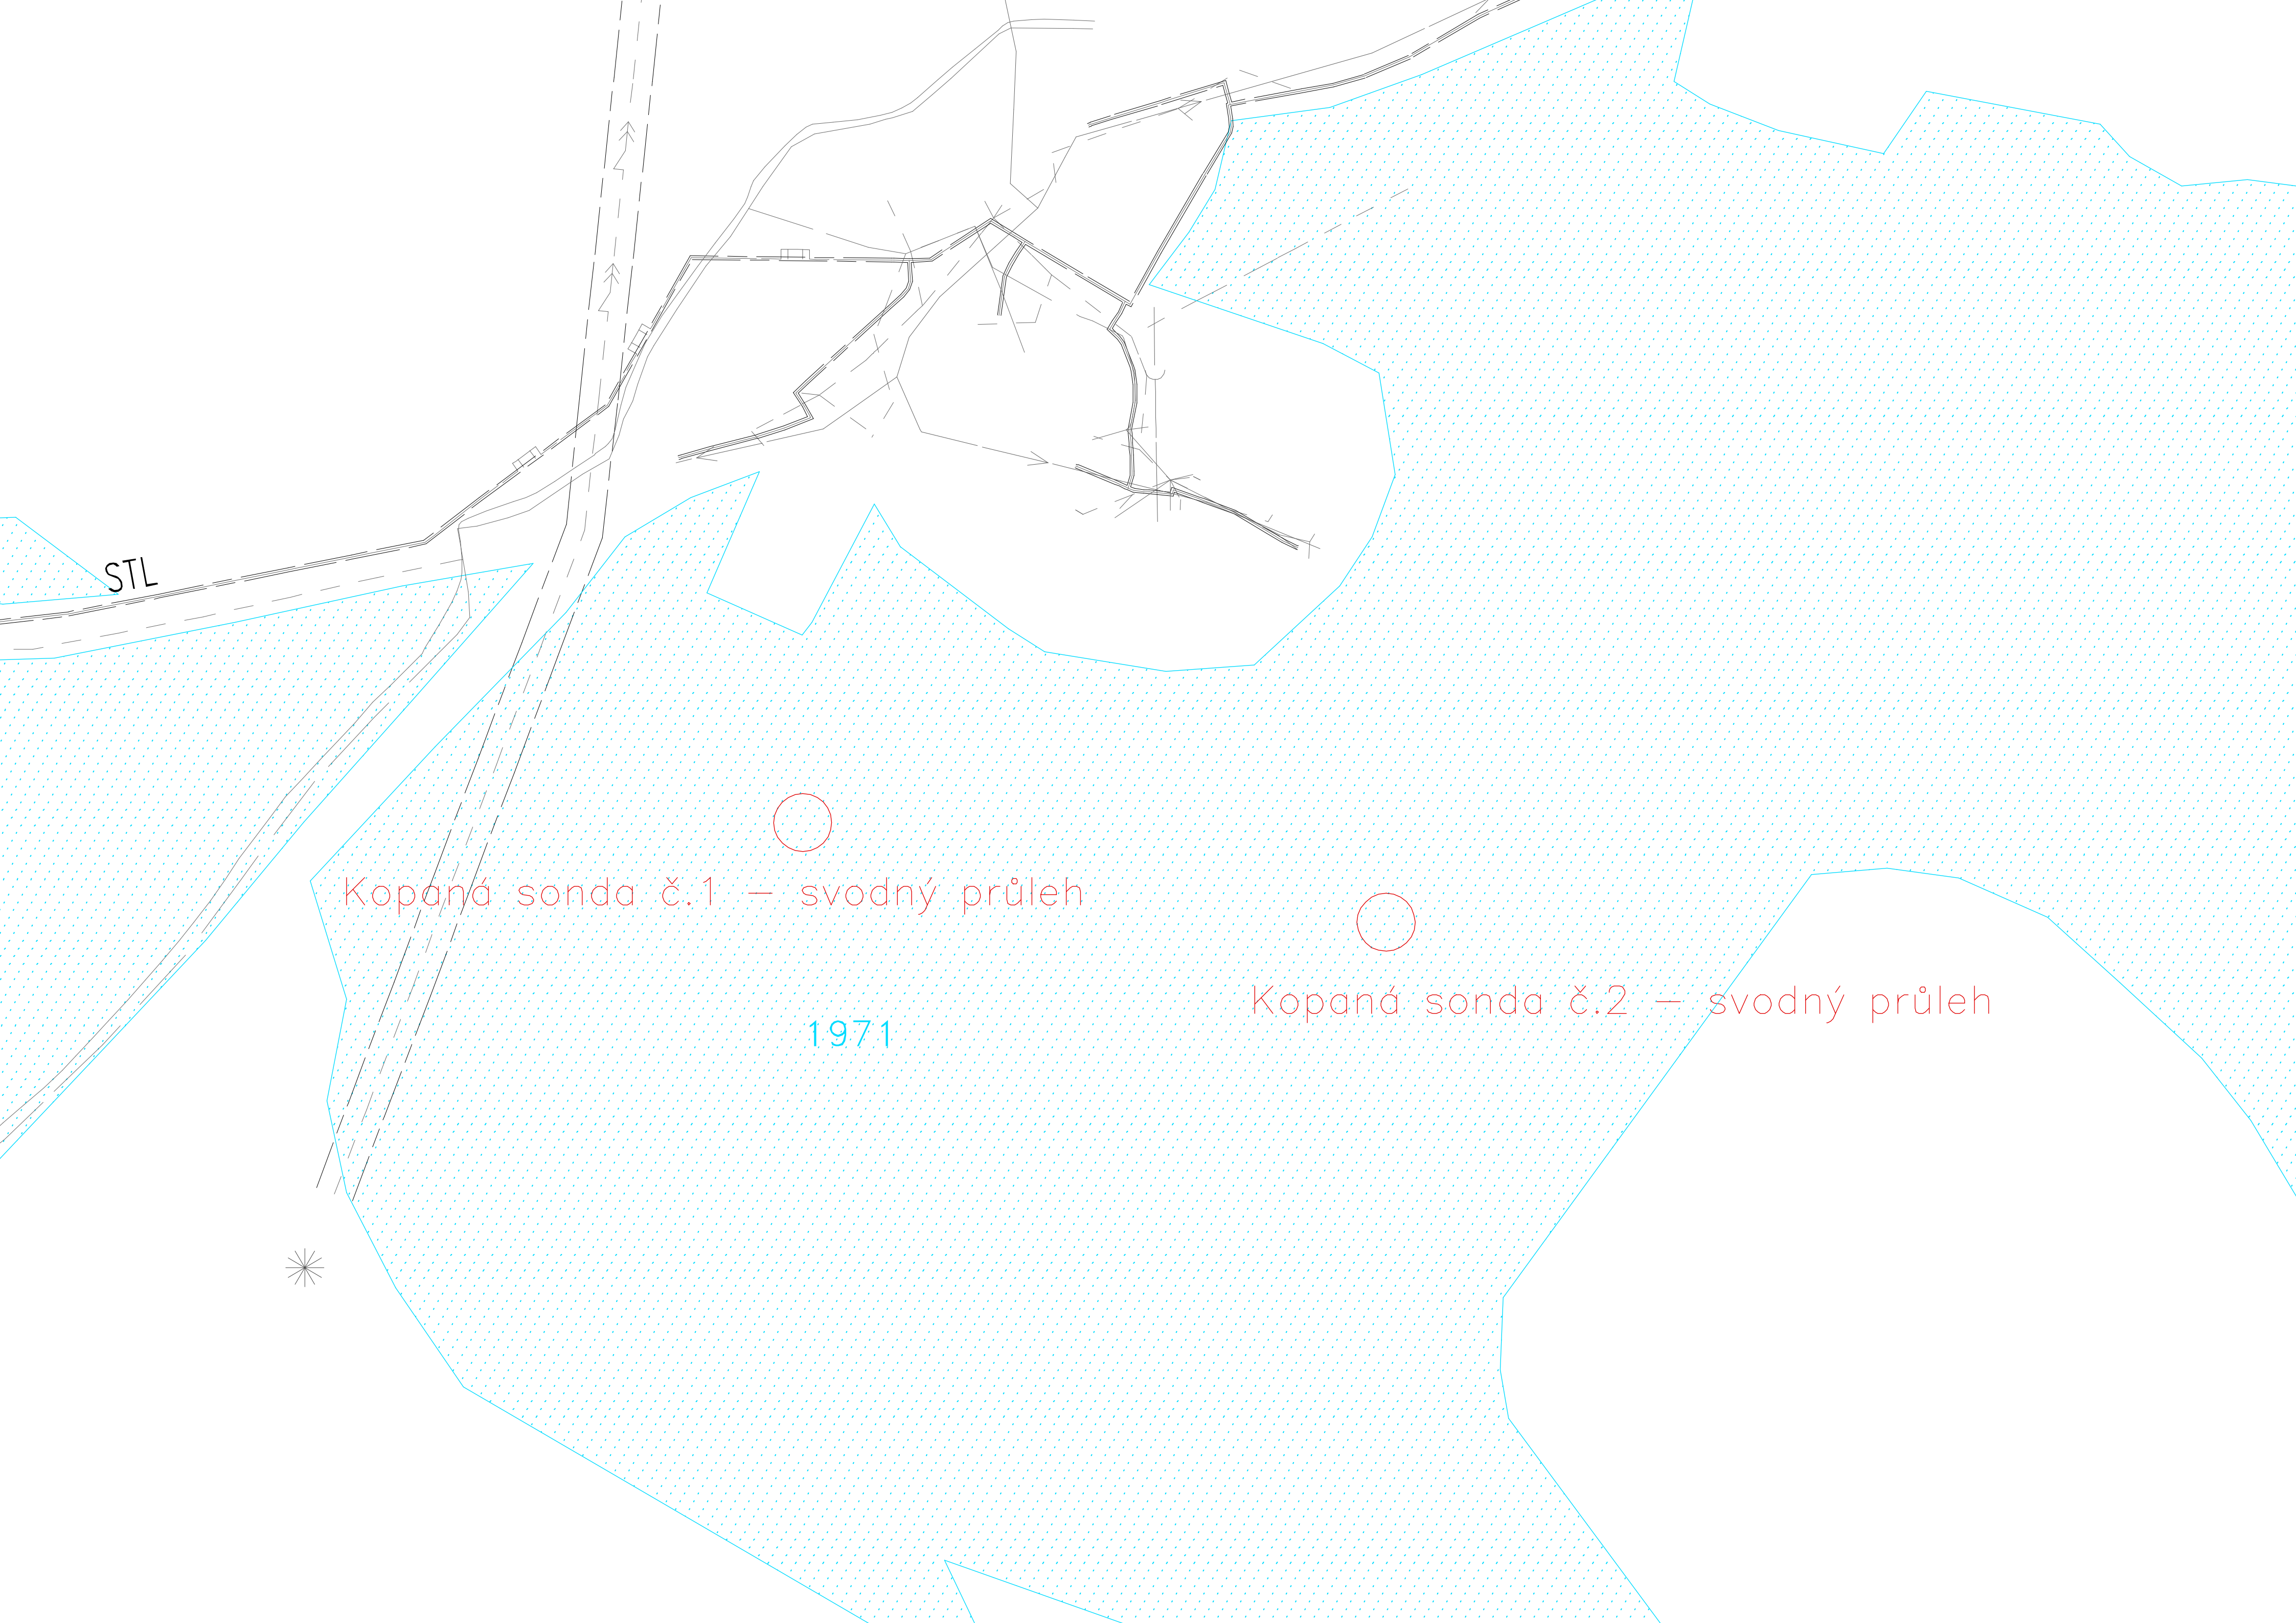 STL
Kopaná sonda č.1 – svodný průleh
Kopaná sonda č.2 – svodný průleh
1971